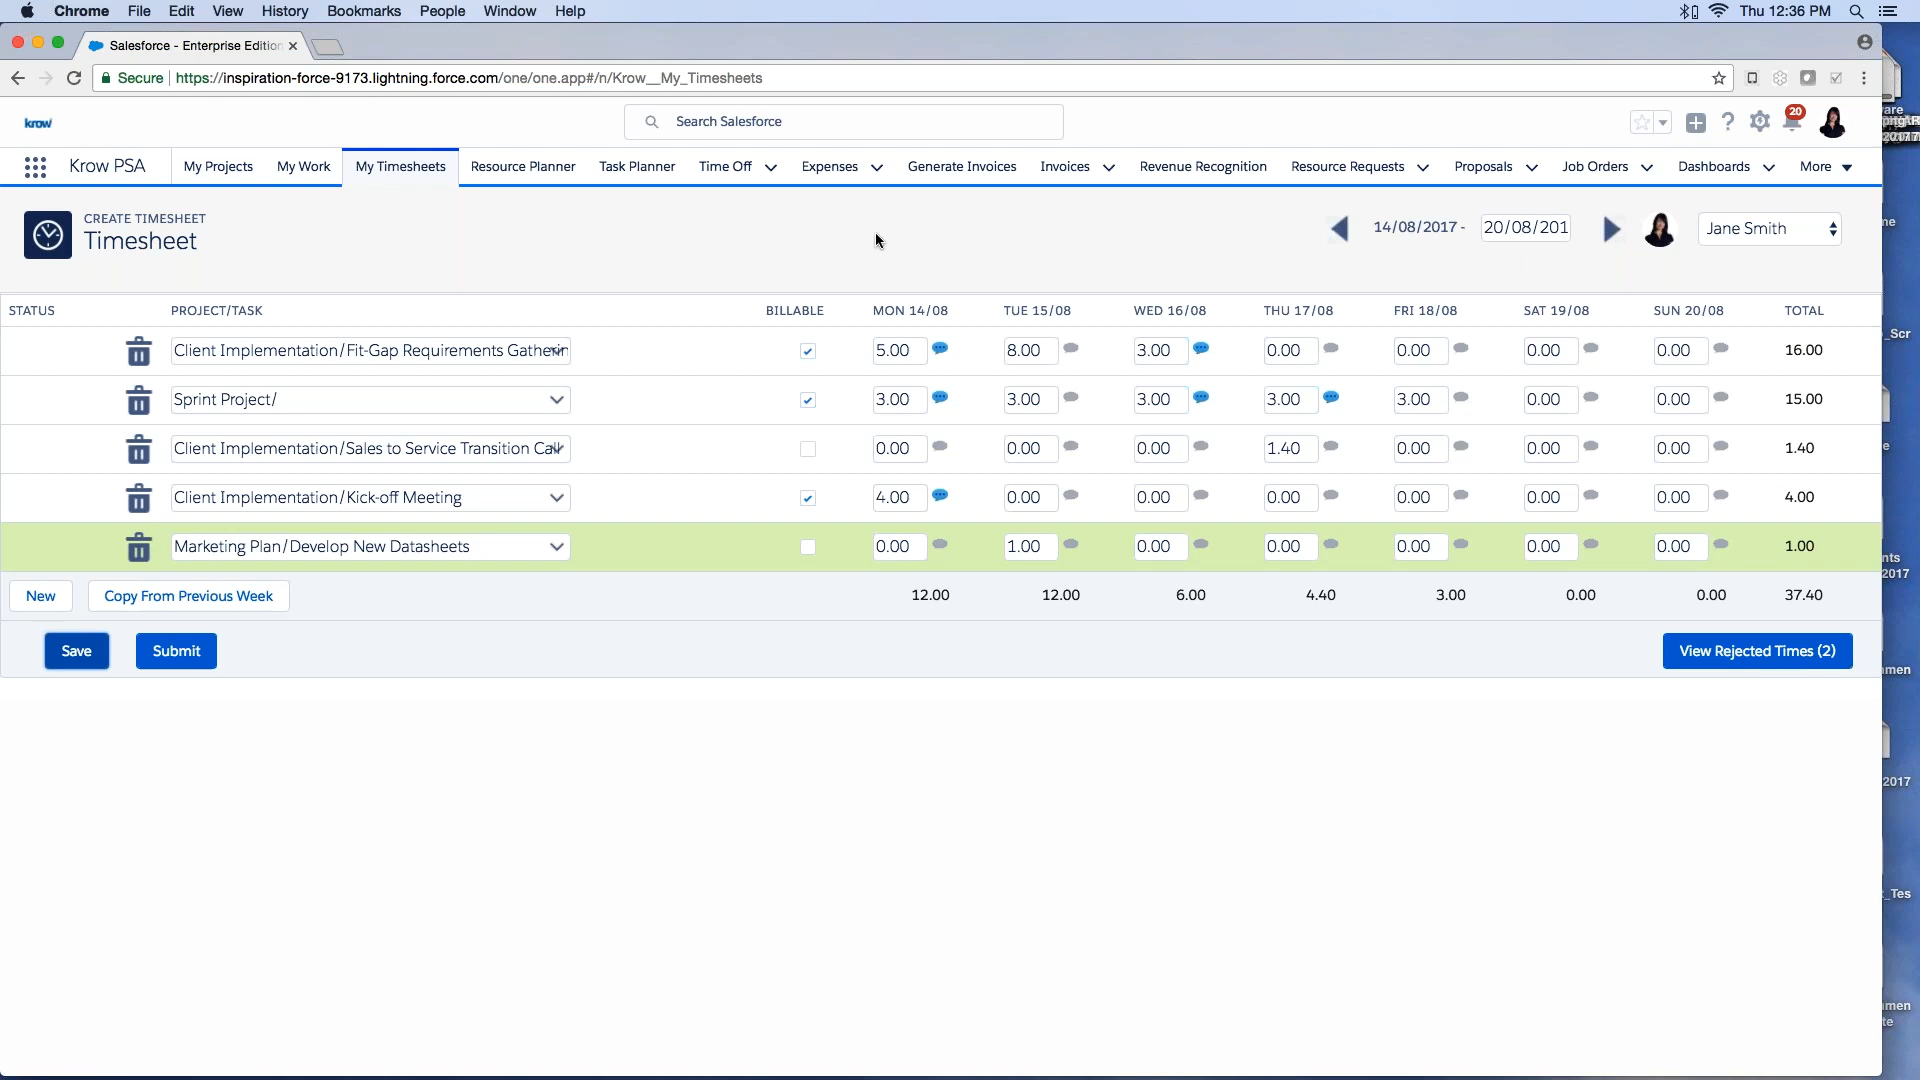 Chrome File Edit View History Bookmarks People Window Help Thu 12:36 PM
Salesforce - Enterprise Edition
Secure https://inspiration-force-9173.lightning.force.com/one/one.app#/n/Krow__My_Timesheets
krow Search Salesforce 20
Krow PSA My Projects My Work My Timesheets Resource Planner Task Planner Time Off Expenses Generate Invoices Invoices Revenue Recognition Resource Requests Proposals Job Orders Dashboards More
CREATE TIMESHEET
Timesheet 14/08/2017 - 20/08/201 Jane Smith
STATUS PROJECT/TASK BILLABLE MON 14/08 TUE 15/08 WED 16/08 THU 17/08 FRI 18/08 SAT 19/08 SUN 20/08 TOTAL
Client Implementation/Fit-Gap Requirements Gatherin 5.00 8.00 3.00 0.00 0.00 0.00 0.00 16.00
Sprint Project/ 3.00 3.00 3.00 3.00 3.00 0.00 0.00 15.00
Client Implementation/Sales to Service Transition Call 0.00 0.00 0.00 1.40 0.00 0.00 0.00 1.40
Client Implementation/Kick-off Meeting 4.00 0.00 0.00 0.00 0.00 0.00 0.00 4.00
Marketing Plan/Develop New Datasheets 0.00 1.00 0.00 0.00 0.00 0.00 0.00 1.00
New Copy From Previous Week 12.00 12.00 6.00 4.40 3.00 0.00 0.00 37.40
Save Submit View Rejected Times (2)
are
ne
_Scr
e
nts
2017
men
2017
_Tes
men
te